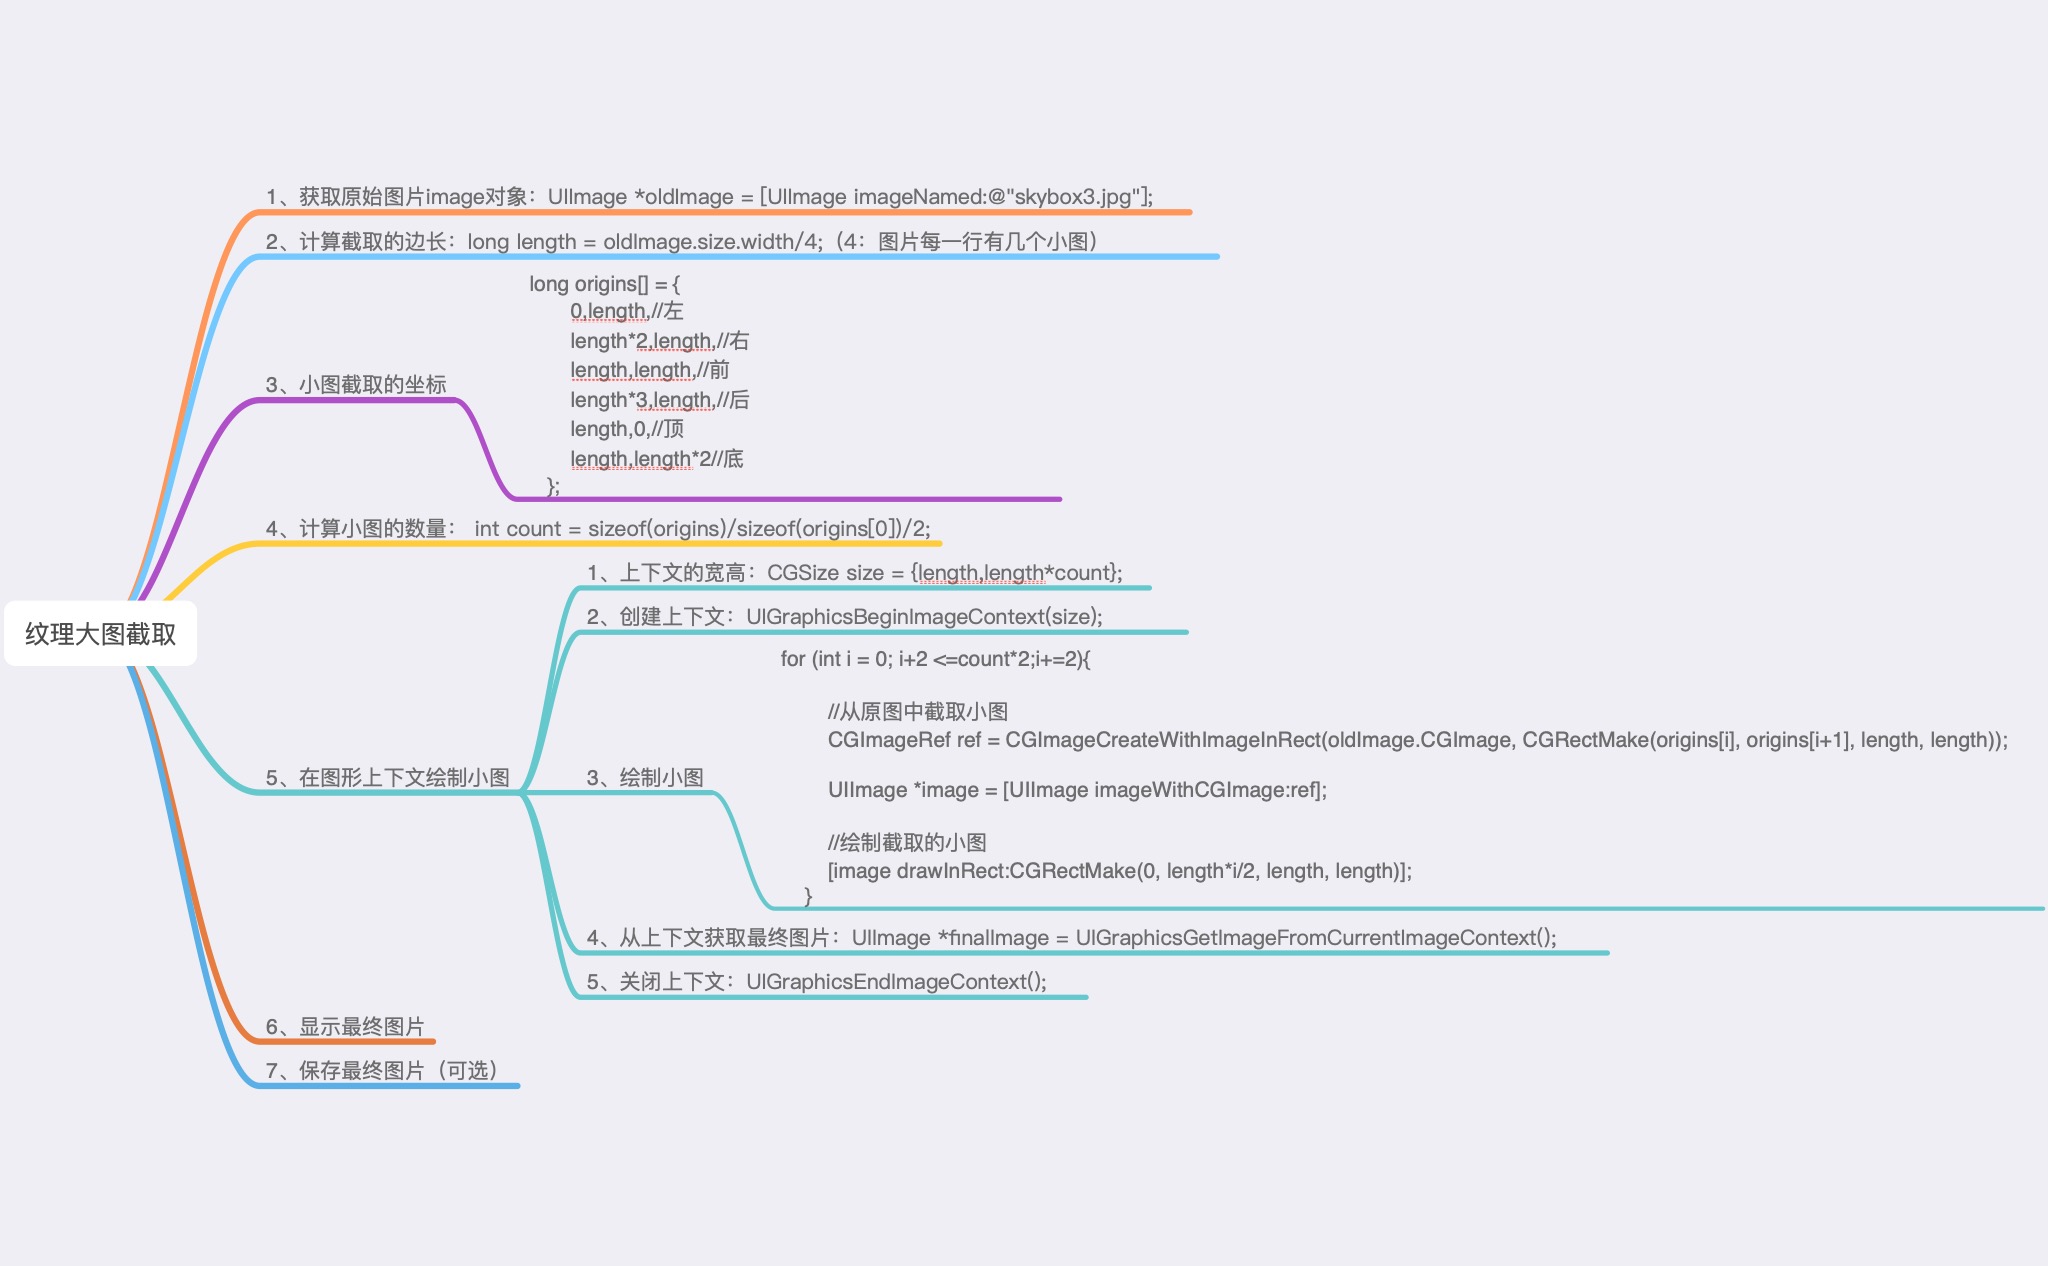 纹理大图截取
1、获取原始图片image对象：UIImage *oldImage = [UIImage imageNamed:@"skybox3.jpg"];
2、计算截取的边长：long length = oldImage.size.width/4;（4：图片每一行有几个小图）
3、小图截取的坐标
long origins[] = {
0,length,//左
length*2,length,//右
length,length,//前
length*3,length,//后
length,0,//顶
length,length*2//底
};
4、计算小图的数量： int count = sizeof(origins)/sizeof(origins[0])/2;
5、在图形上下文绘制小图
1、上下文的宽高：CGSize size = {length,length*count};
2、创建上下文：UIGraphicsBeginImageContext(size);
3、绘制小图
for (int i = 0; i+2 <=count*2;i+=2){
//从原图中截取小图
CGImageRef ref = CGImageCreateWithImageInRect(oldImage.CGImage, CGRectMake(origins[i], origins[i+1], length, length));
UIImage *image = [UIImage imageWithCGImage:ref];
//绘制截取的小图
[image drawInRect:CGRectMake(0, length*i/2, length, length)];
}
4、从上下文获取最终图片：UIImage *finalImage = UIGraphicsGetImageFromCurrentImageContext();
5、关闭上下文：UIGraphicsEndImageContext();
6、显示最终图片
7、保存最终图片（可选）